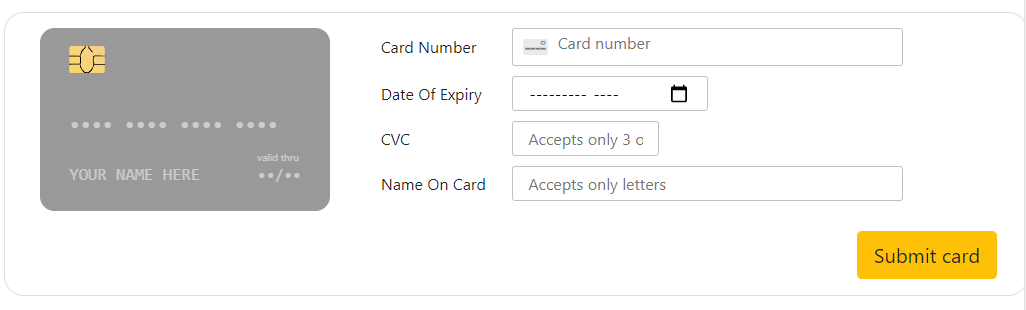 •••• •••• •••• ••••
valid thru
YOUR NAME HERE ••/••
Card Number
Card number
Date Of Expiry
--------- ----
CVC
Accepts only 3 o
Name On Card
Accepts only letters
Submit card